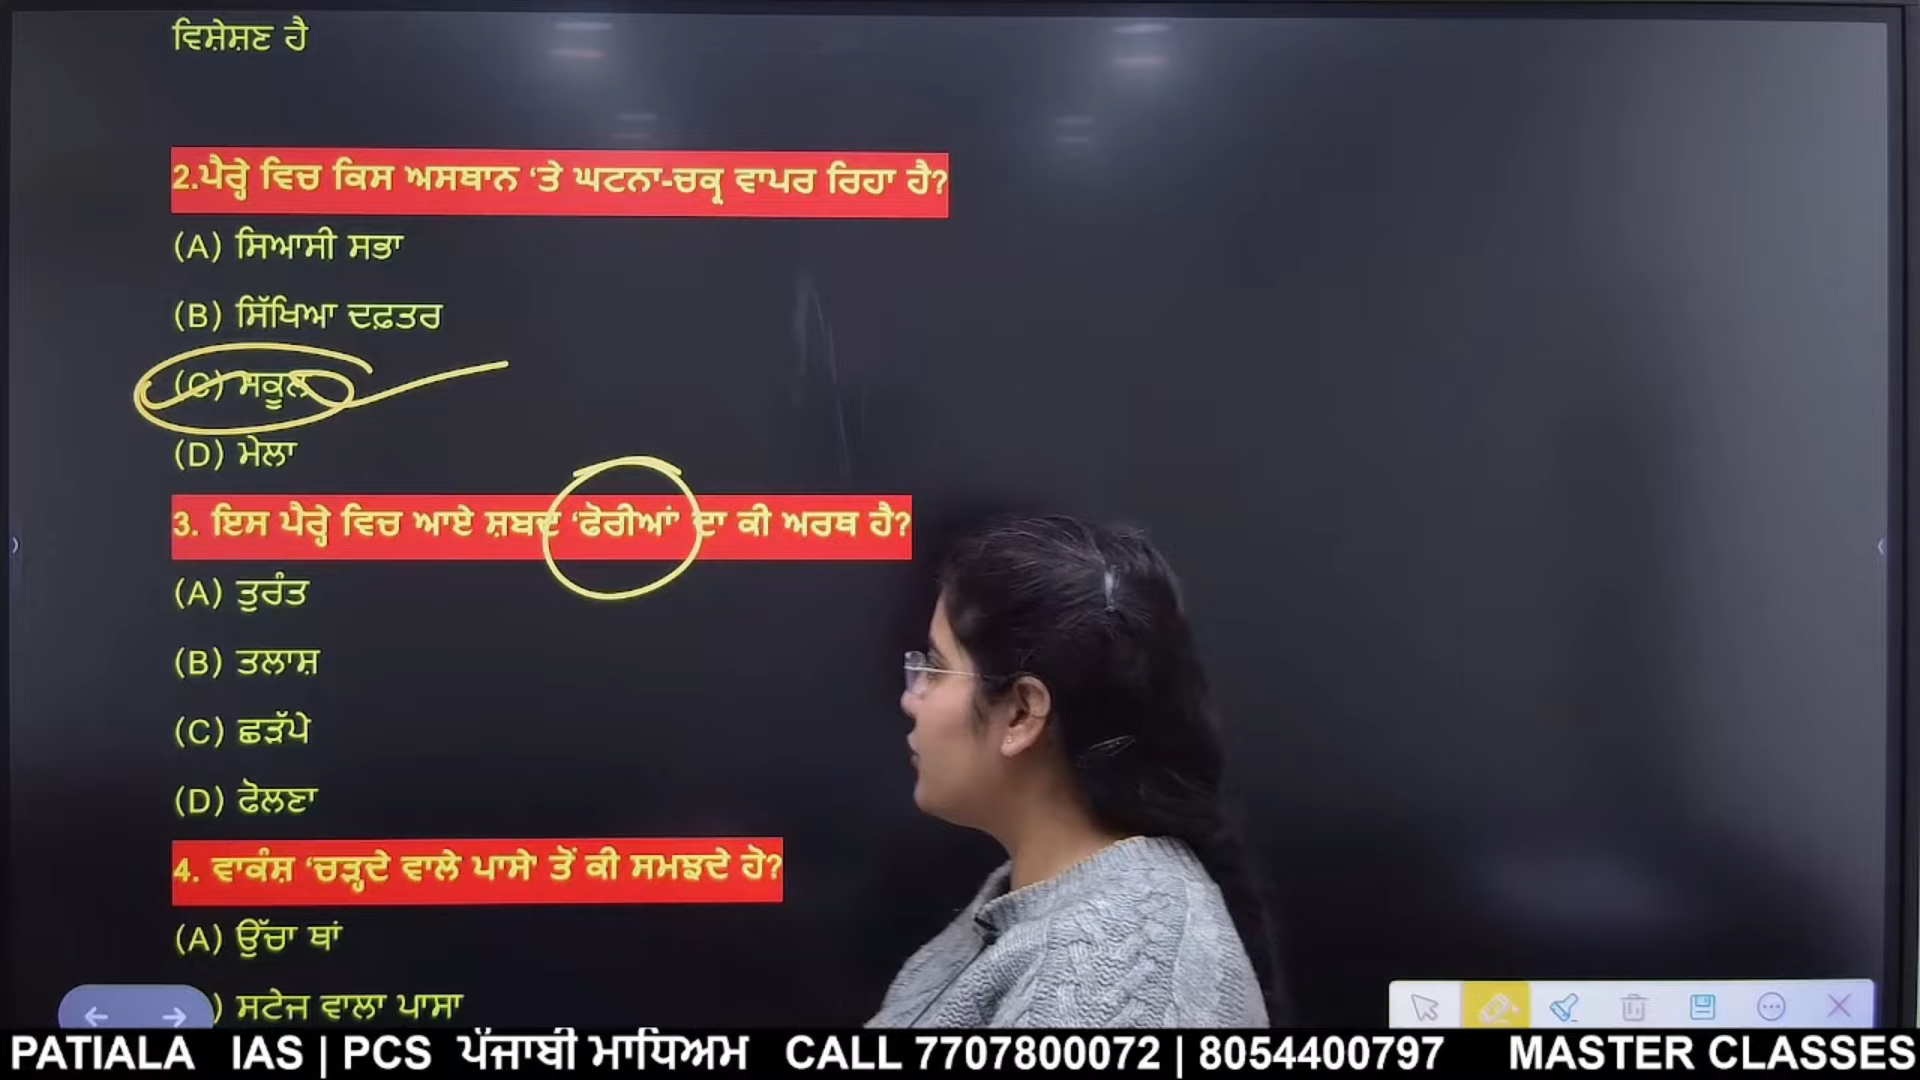 ਵਿਸ਼ੇਸ਼ਣ ਹੈ
2.ਪੈਰ੍ਹੇ ਵਿਚ ਕਿਸ ਅਸਥਾਨ ‘ਤੇ ਘਟਨਾ-ਚਕ੍ਰ ਵਾਪਰ ਰਿਹਾ ਹੈ?
(A) ਸਿਆਸੀ ਸਭਾ
(B) ਸਿੱਖਿਆ ਦਫ਼ਤਰ
(C) ਸਕੂਲ
(D) ਮੇਲਾ
3. ਇਸ ਪੈਰ੍ਹੇ ਵਿਚ ਆਏ ਸ਼ਬਦ ‘ਫੋਰੀਆਂ’ ਦਾ ਕੀ ਅਰਥ ਹੈ?
(A) ਤੁਰੰਤ
(B) ਤਲਾਸ਼
(C) ਛੜੱਪੇ
(D) ਫੋਲਣਾ
4. ਵਾਕੰਸ਼ ‘ਚੜ੍ਹਦੇ ਵਾਲੇ ਪਾਸੇ’ ਤੋਂ ਕੀ ਸਮਝਦੇ ਹੋ?
(A) ਉੱਚਾ ਥਾਂ
) ਸਟੇਜ ਵਾਲਾ ਪਾਸਾ
PATIALA IAS | PCS ਪੰਜਾਬੀ ਮਾਧਿਅਮ CALL 7707800072 | 8054400797 MASTER CLASSES